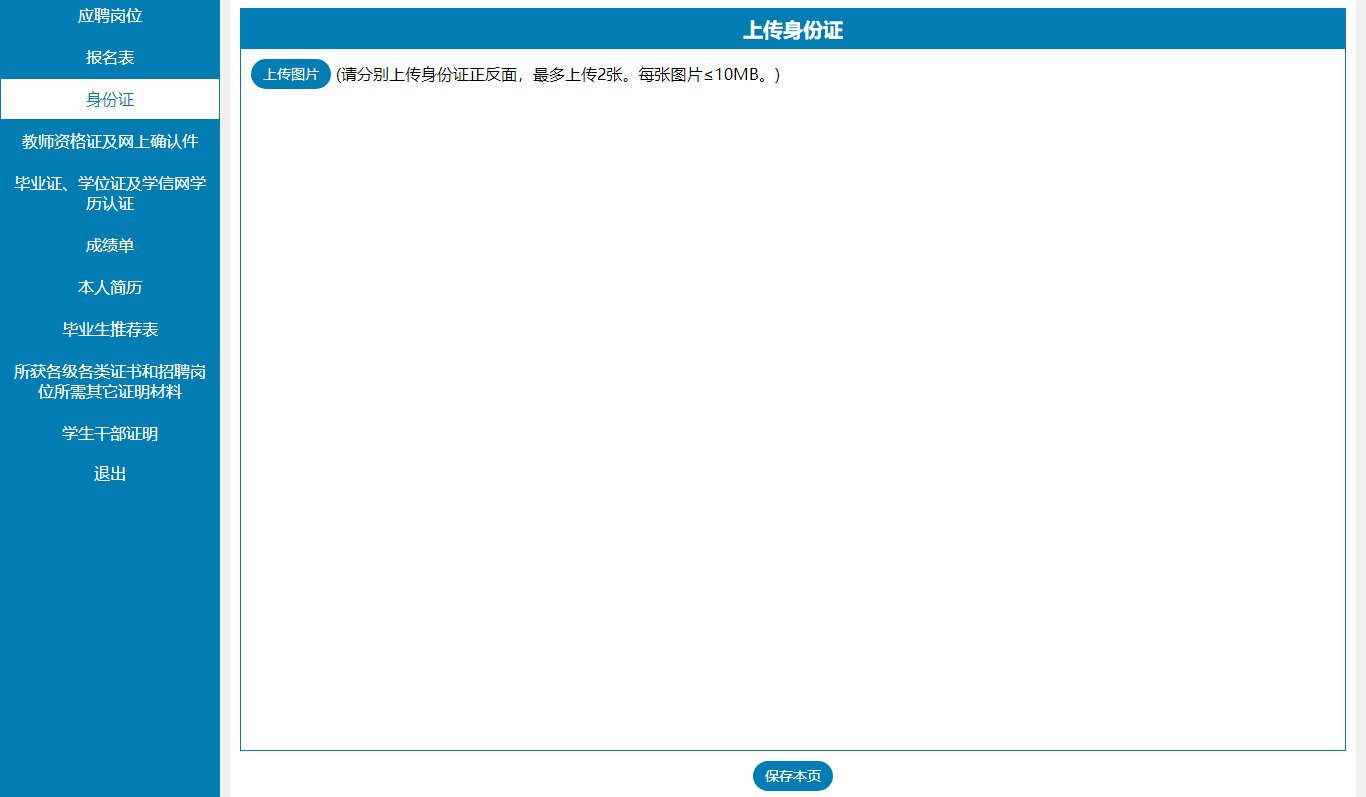 应聘岗位
报名表
身份证
教师资格证及网上确认件
毕业证、学位证及学信网学
历认证
成绩单
本人简历
毕业生推荐表
所获各级各类证书和招聘岗
位所需其它证明材料
学生干部证明
退出
上传身份证
上传图片 (请分别上传身份证正反面，最多上传2张。每张图片≤10MB。)
保存本页